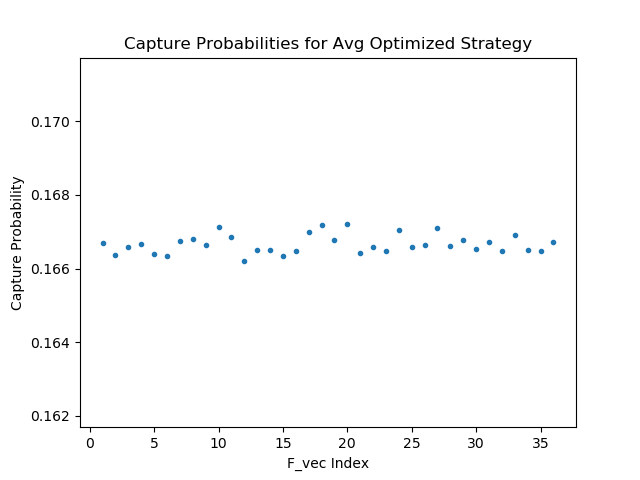 Capture Probabilities for Avg Optimized Strategy
0.170
0.168
0.166
0.164
0.162
Capture Probability
0 5 10 15 20 25 30 35
F_vec Index